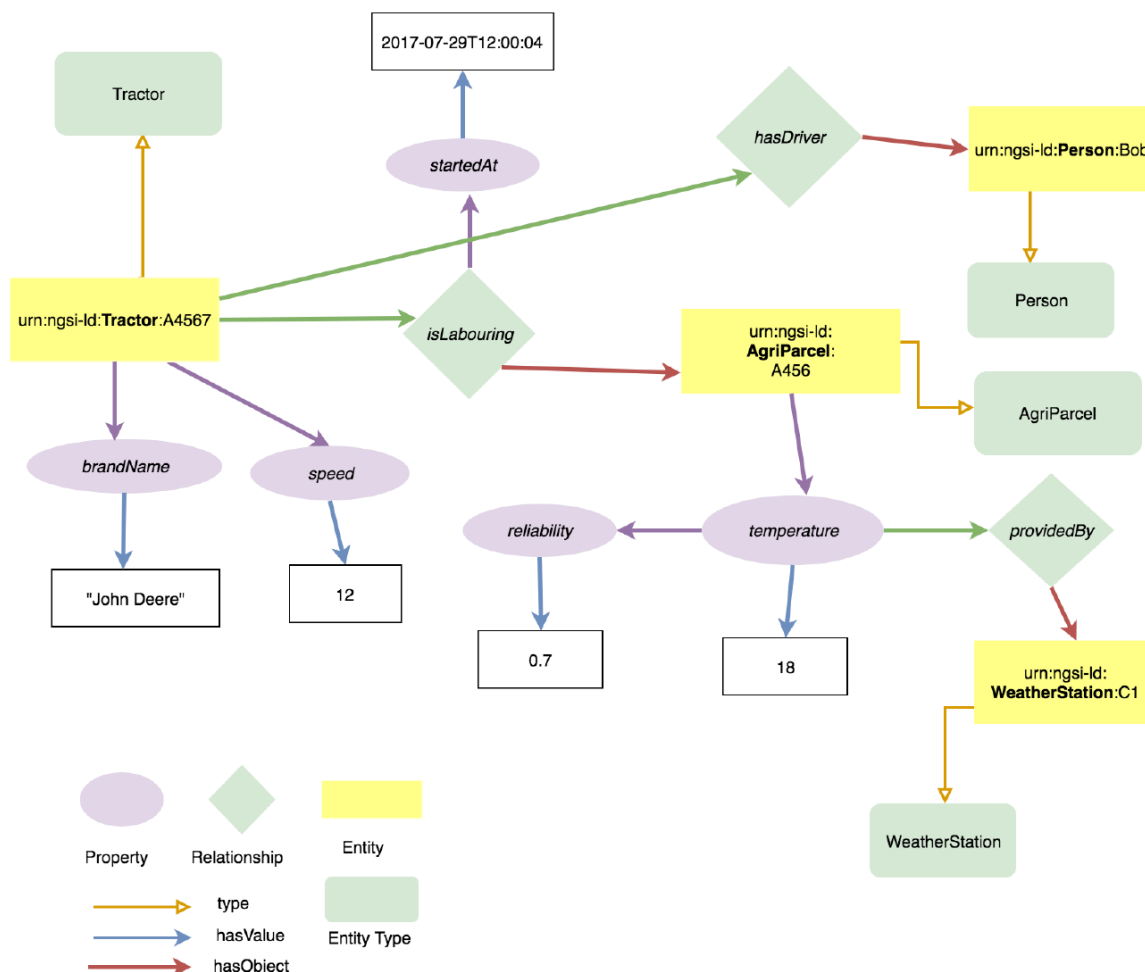 2017-07-29T12:00:04
Tractor
hasDriver
urn:ngsi-ld:Person:Bob
startedAt
Person
urn:ngsi-ld:Tractor:A4567
isLabouring
urn:ngsi-ld:
AgriParcel:
A456
AgriParcel
brandName
speed
reliability
temperature
providedBy
"John Deere"
12
0.7
18
urn:ngsi-ld:
WeatherStation:C1
WeatherStation
Property
Relationship
Entity
type
hasValue
Entity Type
hasObject